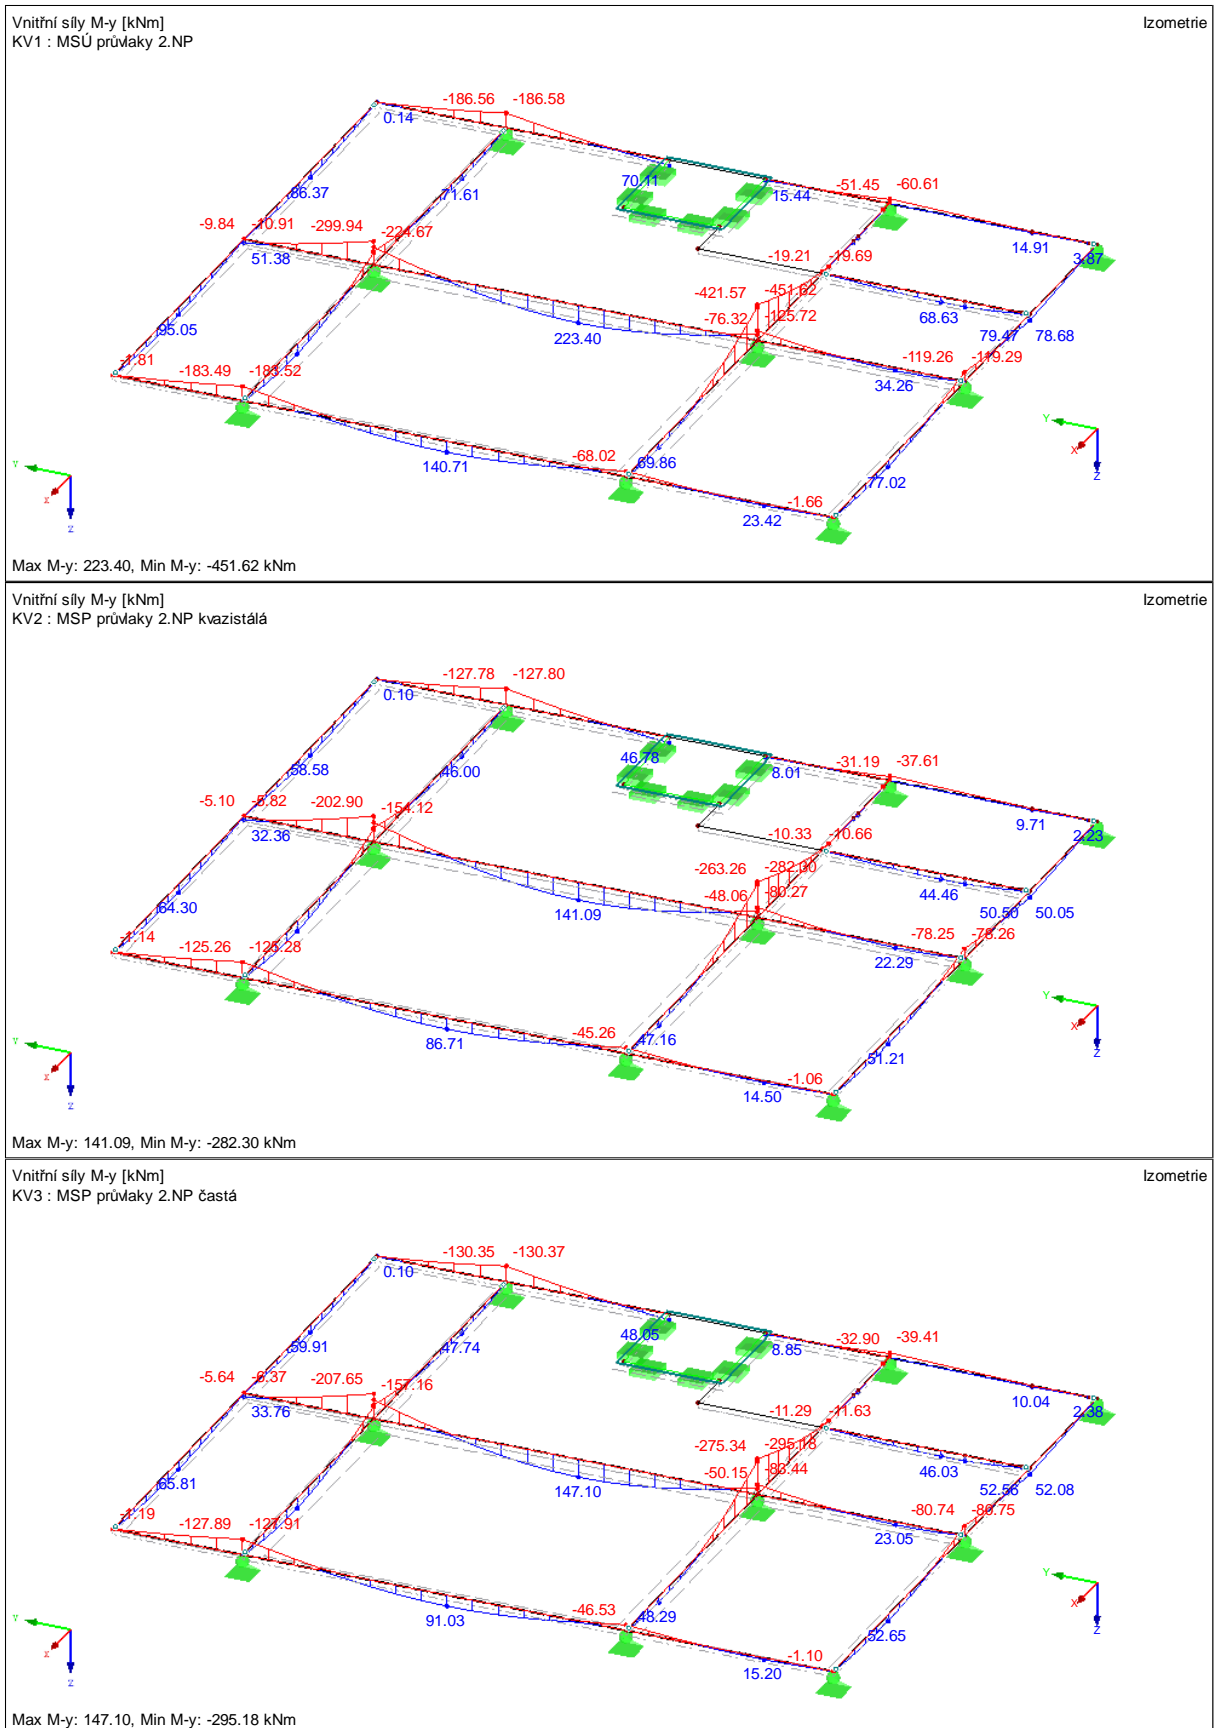 Vnitřní síly M-y [kNm] Izometrie
KV1 : MSÚ průvlaky 2.NP
-186.56 -186.58
0.14
86.37 71.61 70.11 15.44 -51.45 -60.61
-9.84 -10.91 -299.94 -224.67
51.38 14.91 3.87
-19.21 -19.69
-421.57 -451.62
-76.32 -125.72 68.63
95.05 223.40 79.47 78.68
-1.81 -183.49 -183.52 -119.26 -119.29
34.26
Y X Z
-68.02 69.86
140.71 77.02
-1.66
23.42
Y X Z
Max M-y: 223.40, Min M-y: -451.62 kNm
Vnitřní síly M-y [kNm] Izometrie
KV2 : MSP průvlaky 2.NP kvazistálá
-127.78 -127.80
0.10
58.58 46.00 46.78 8.01 -31.19 -37.61
-5.10 -5.82 -202.90 -154.12
32.36 9.71 2.23
-10.33 -10.66
-263.26 -282.30
-48.06 -80.27 44.46
64.30 141.09 50.50 50.05
-1.14 -125.26 -125.28 -78.25 -78.26
22.29
Y X Z
-45.26 47.16
86.71 51.21
-1.06
14.50
Y X Z
Max M-y: 141.09, Min M-y: -282.30 kNm
Vnitřní síly M-y [kNm] Izometrie
KV3 : MSP průvlaky 2.NP častá
-130.35 -130.37
0.10
59.91 47.74 48.05 8.85 -32.90 -39.41
-5.64 -6.37 -207.65 -157.16
33.76 10.04 2.38
-11.29 -11.63
-275.34 -295.18
-50.15 -83.44 46.03
65.81 147.10 52.56 52.08
-1.19 -127.89 -127.91 -80.74 -80.75
23.05
Y X Z
-46.53 48.29
91.03 52.65
-1.10
15.20
Y X Z
Max M-y: 147.10, Min M-y: -295.18 kNm